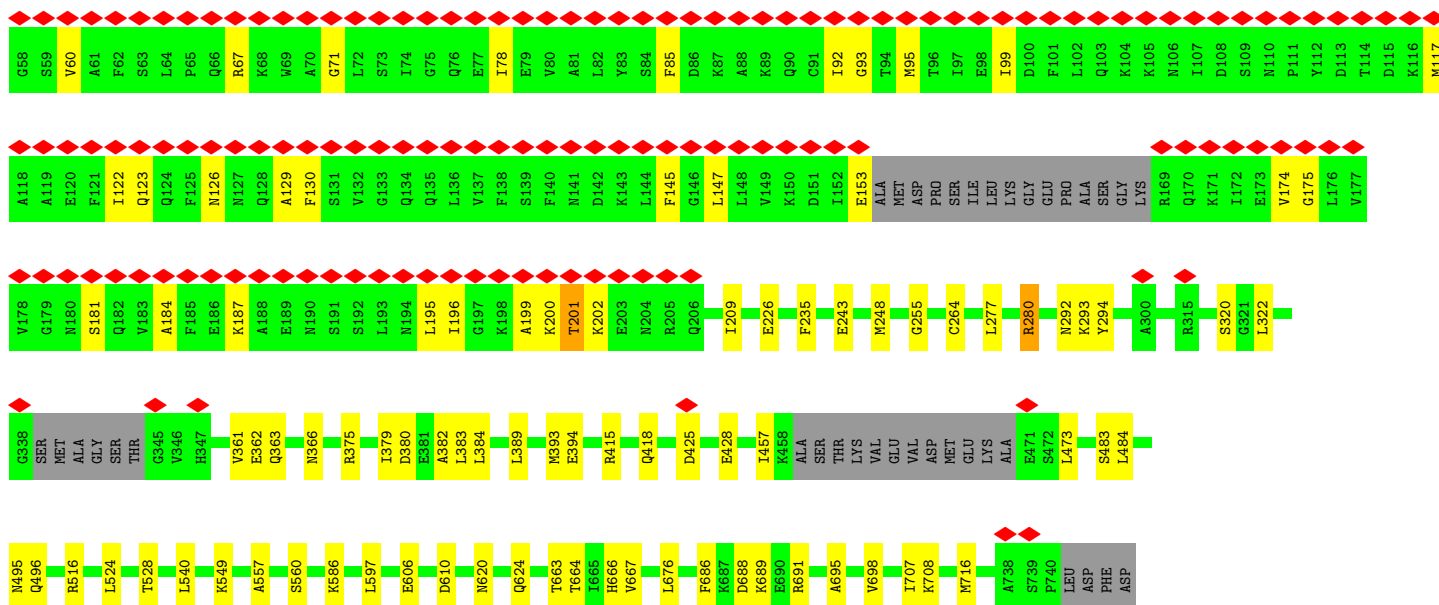 G58 S59 V60 A61 F62 S63 L64 P65 Q66 R67 K68 W69 A70 G71 L72 S73 I74 G75 Q76 E77 I78 E79 V80 A81 L82 Y83 S84 F85 D86 K87 A88 K89 Q90 C91 I92 G93 T94 M95 T96 I97 E98 I99 D100 F101 L102 Q103 K104 K105 N106 I107 D108 S109 N110 P111 Y112 D113 T114 D115 K116 M117
A118 A119 E120 F121 I122 Q123 Q124 F125 N126 N127 Q128 A129 F130 S131 V132 G133 Q134 Q135 L136 V137 F138 S139 F140 N141 D142 K143 L144 F145 G146 L147 L148 V149 K150 D151 I152 E153 ALA MET ASP PRO SER ILE LEU LYS GLY GLU PRO ALA SER GLY LYS R169 Q170 K171 I172 E173 V174 G175 L176 V177
V178 G179 N180 S181 Q182 V183 A184 F185 E186 K187 A188 E189 N190 S191 S192 L193 N194 L195 I196 G197 K198 A199 K200 T201 K202 E203 N204 R205 Q206 I209 E226 F235 E243 M248 G255 C264 L277 R280 N292 K293 Y294 A300 R315 S320 G321 L322
G338 SER MET ALA GLY SER THR G345 V346 H347 V361 E362 Q363 N366 R375 I379 D380 E381 A382 L383 L384 L389 M393 E394 R415 Q418 D425 E428 I457 K458 ALA SER THR LYS VAL GLU VAL ASP MET GLU LYS ALA E471 S472 L473 S483 L484
N495 Q496 R516 L524 T528 L540 K549 A557 S560 K586 L597 E606 D610 N620 Q624 T663 T664 I665 H666 V667 L676 F686 K687 D688 K689 E690 R691 A695 V698 I707 K708 M716 A738 S739 P740 LEU ASP PHE ASP